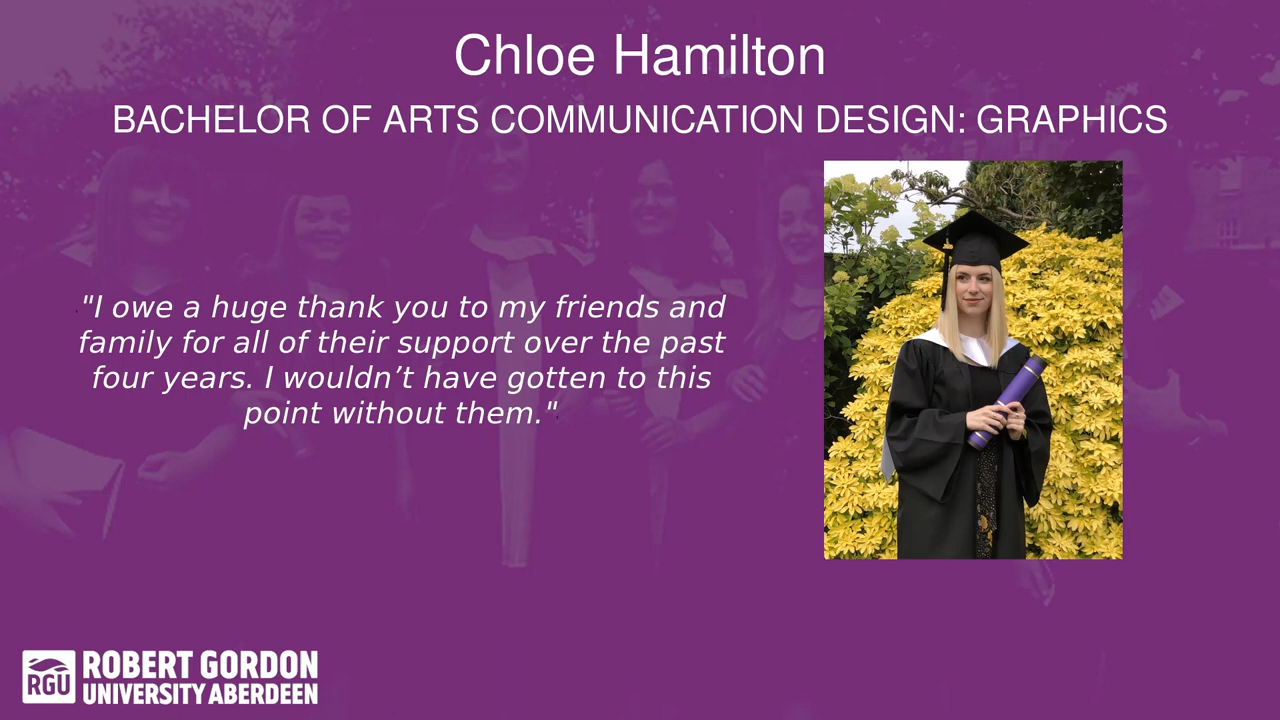 Chloe Hamilton
BACHELOR OF ARTS COMMUNICATION DESIGN: GRAPHICS
"I owe a huge thank you to my friends and
family for all of their support over the past
four years. I wouldn’t have gotten to this
point without them."
RGU
ROBERT GORDON
UNIVERSITY ABERDEEN